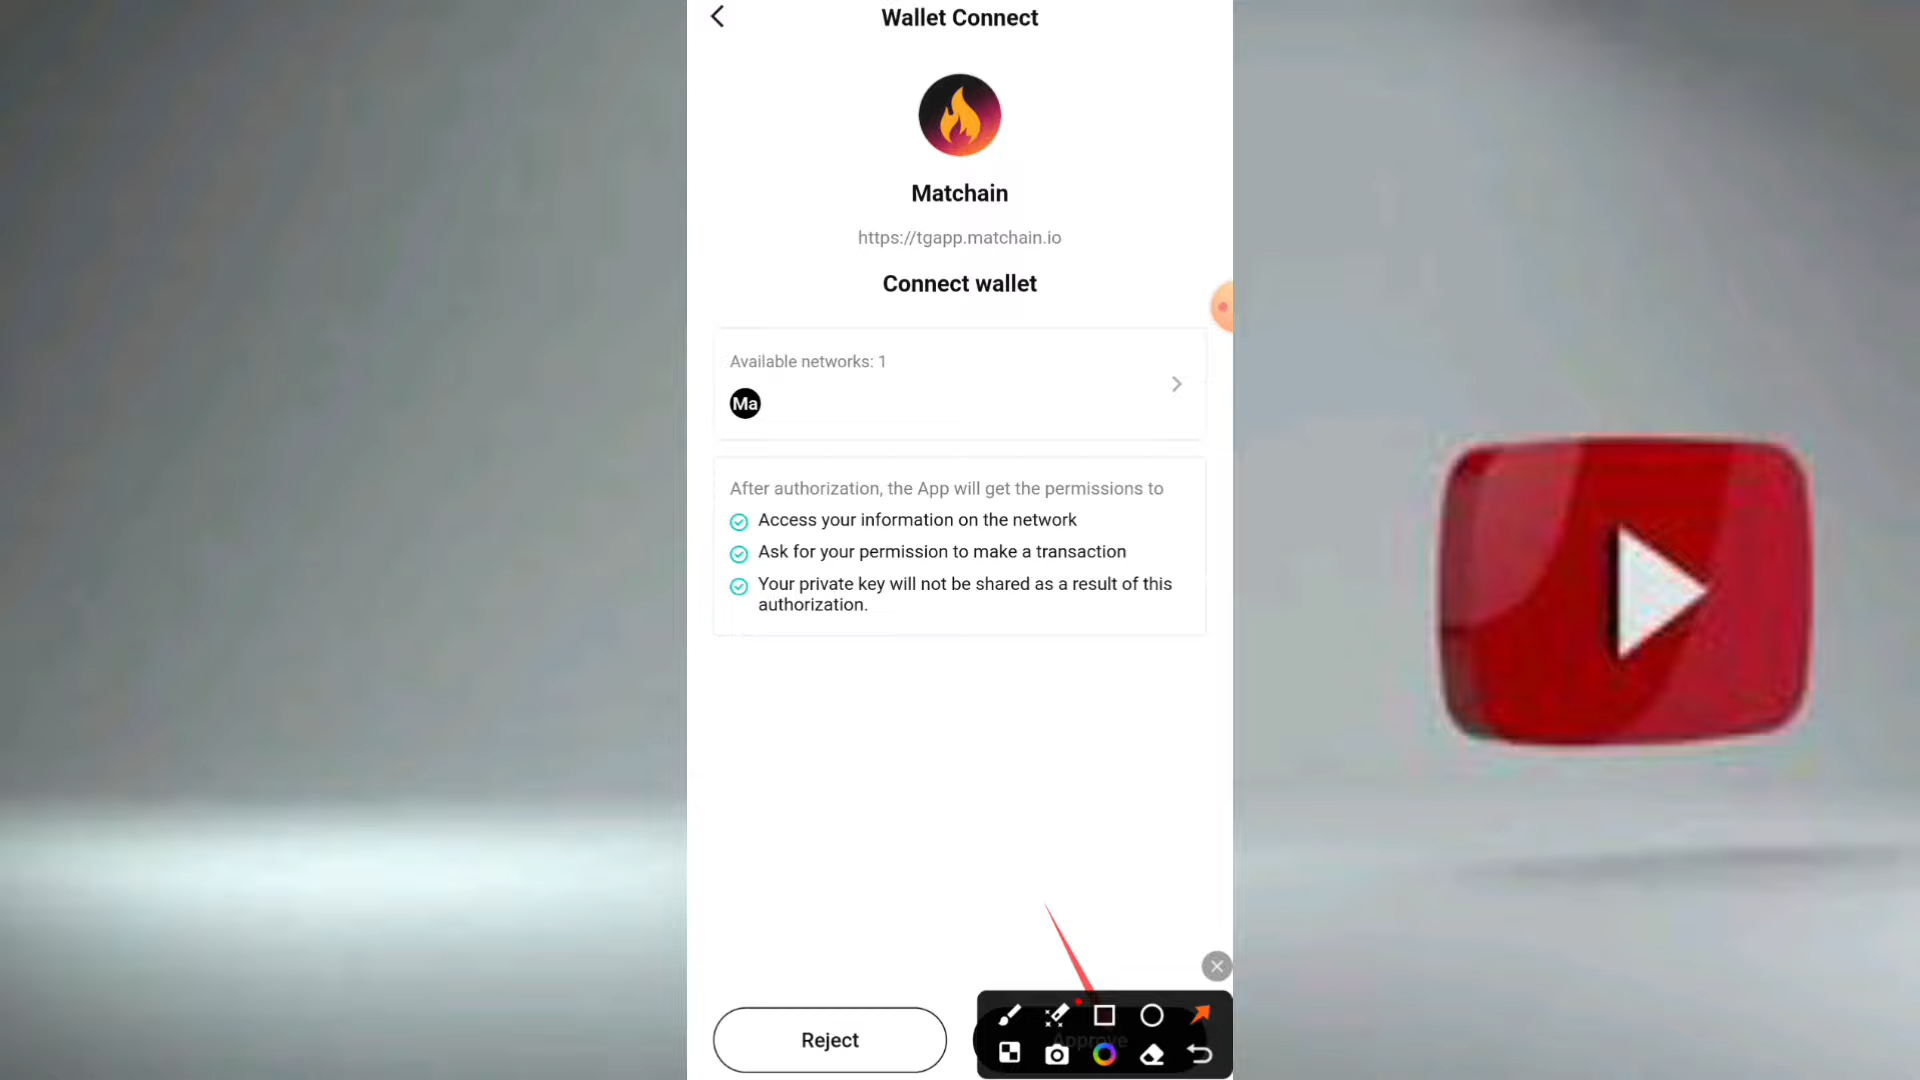 Wallet Connect
Matchain
https://tgapp.matchain.io
Connect wallet
Available networks: 1
Ma
After authorization, the App will get the permissions to
Access your information on the network
Ask for your permission to make a transaction
Your private key will not be shared as a result of this
authorization.
Reject
Approve